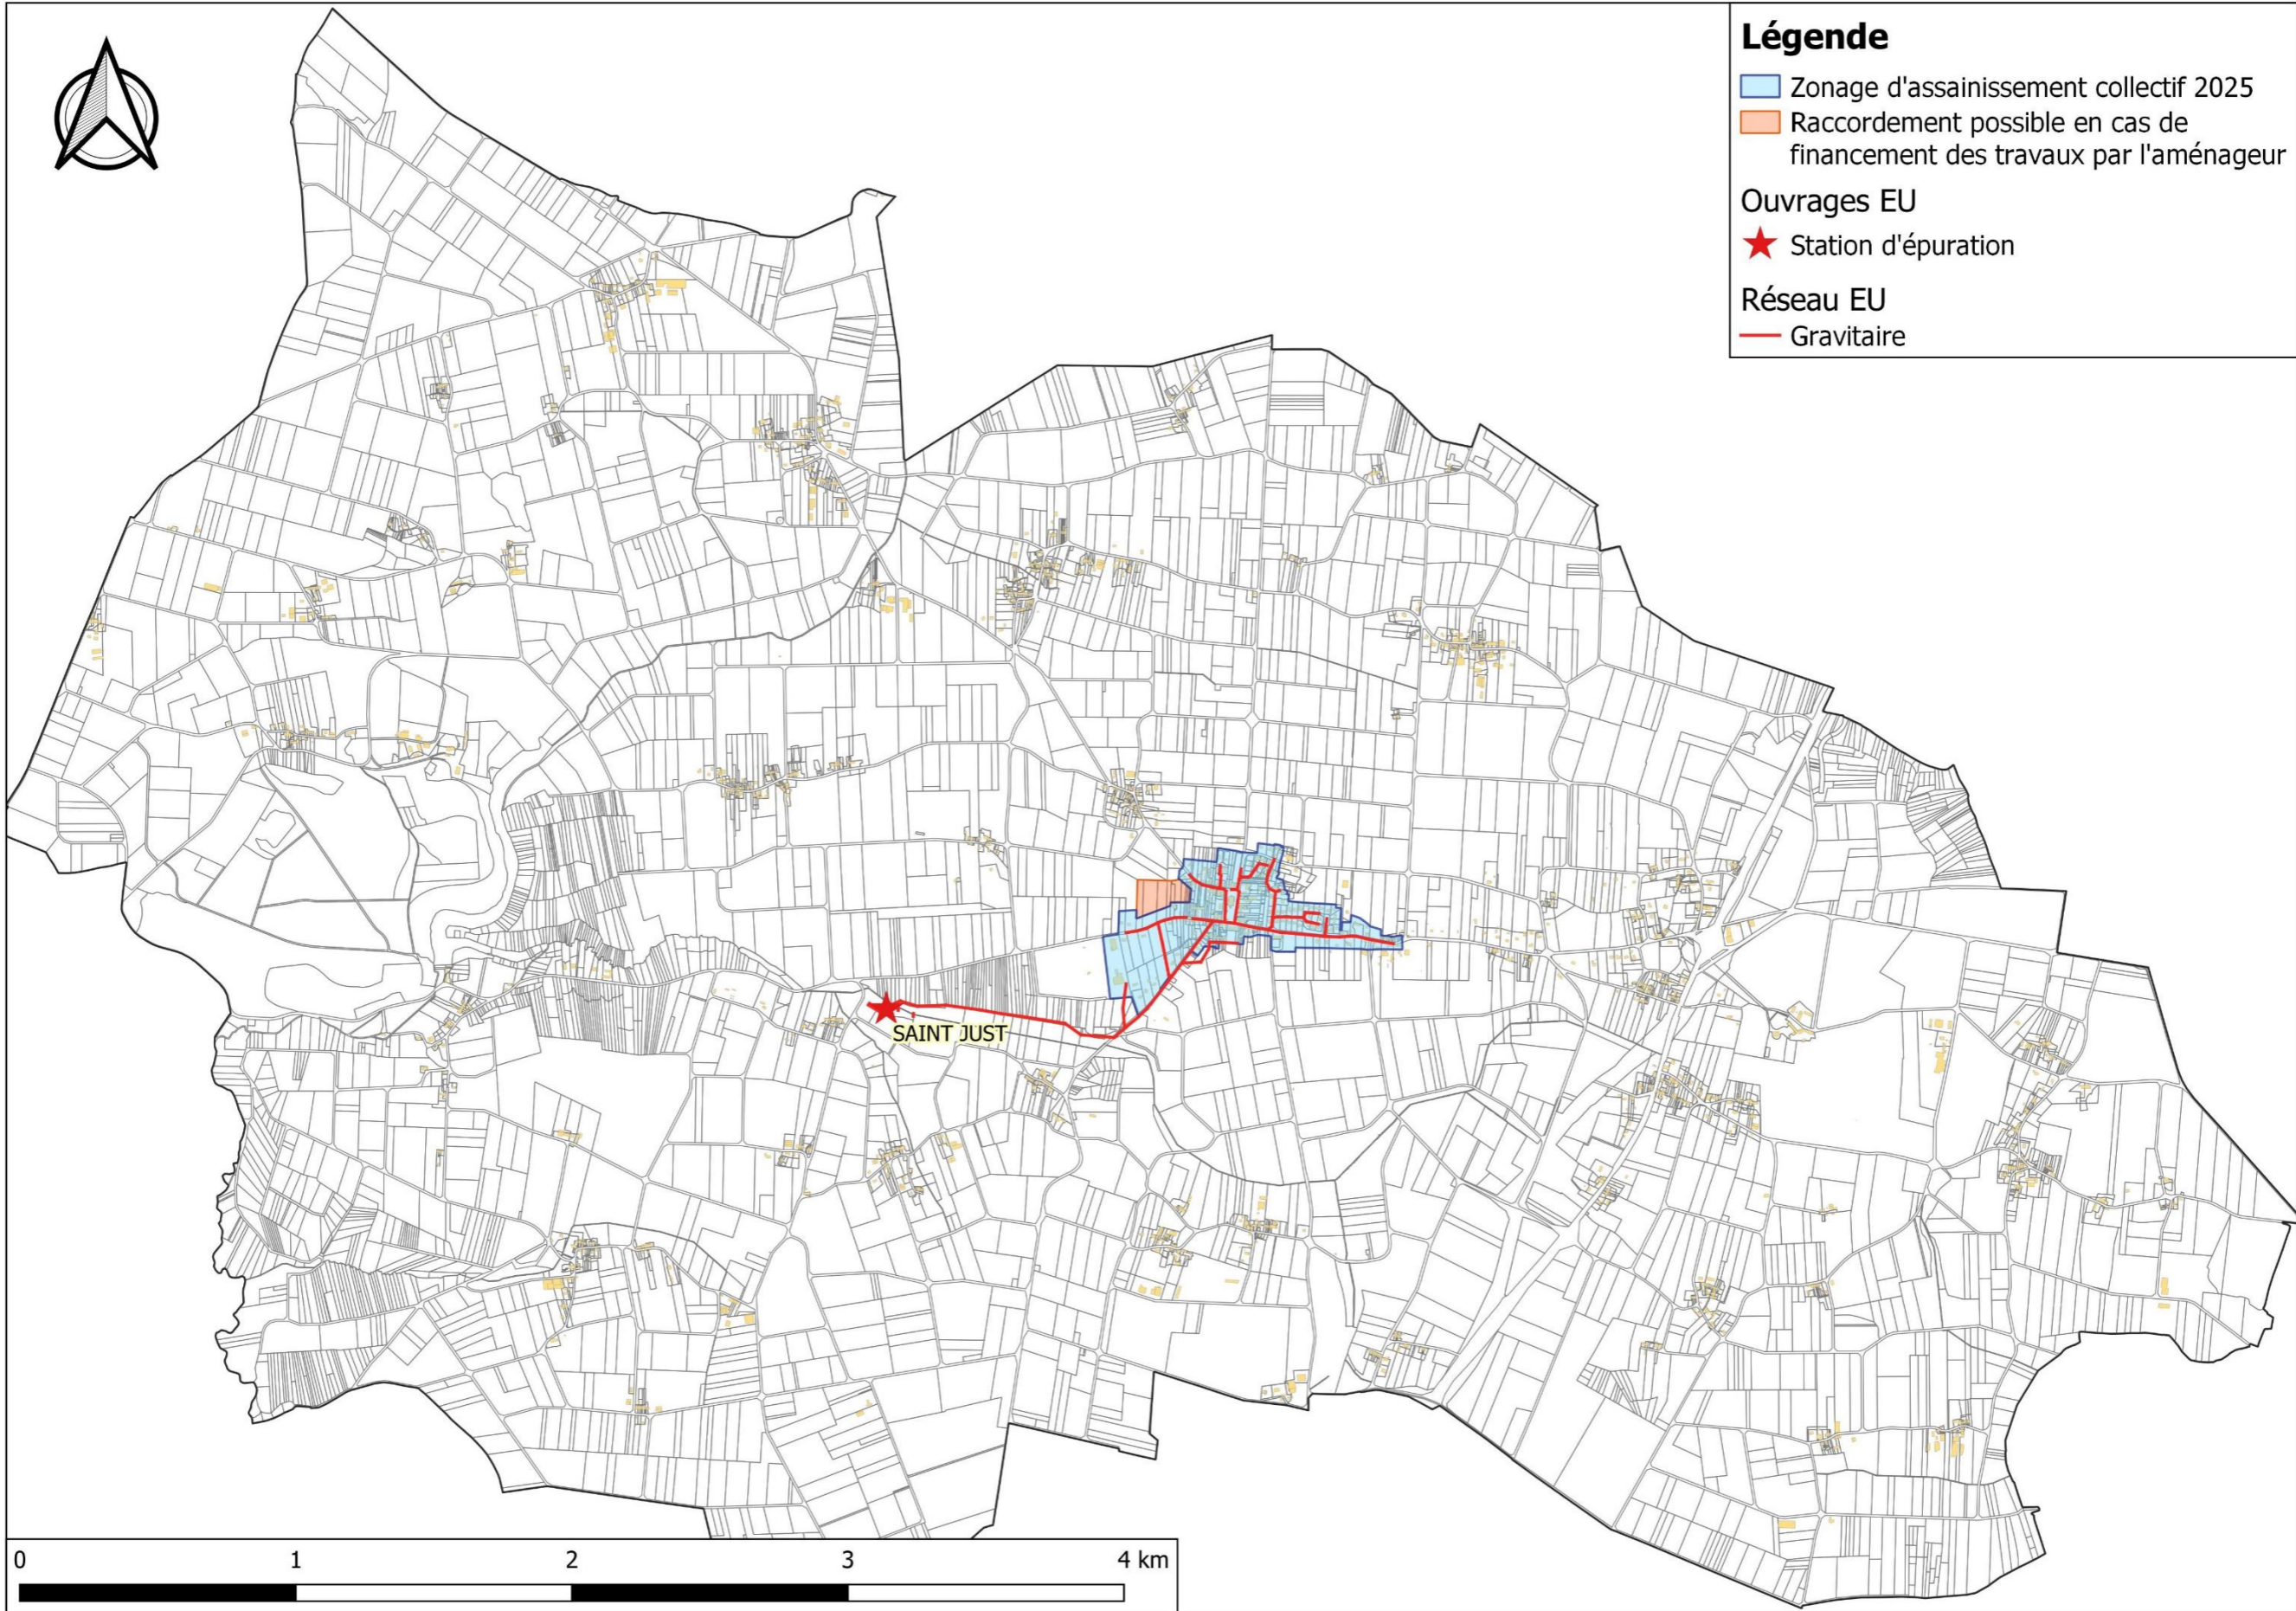 Légende
Zonage d'assainissement collectif 2025
Raccordement possible en cas de
financement des travaux par l'aménageur
Ouvrages EU
Station d'épuration
Réseau EU
Gravitaire
SAINT JUST
0 1 2 3 4 km